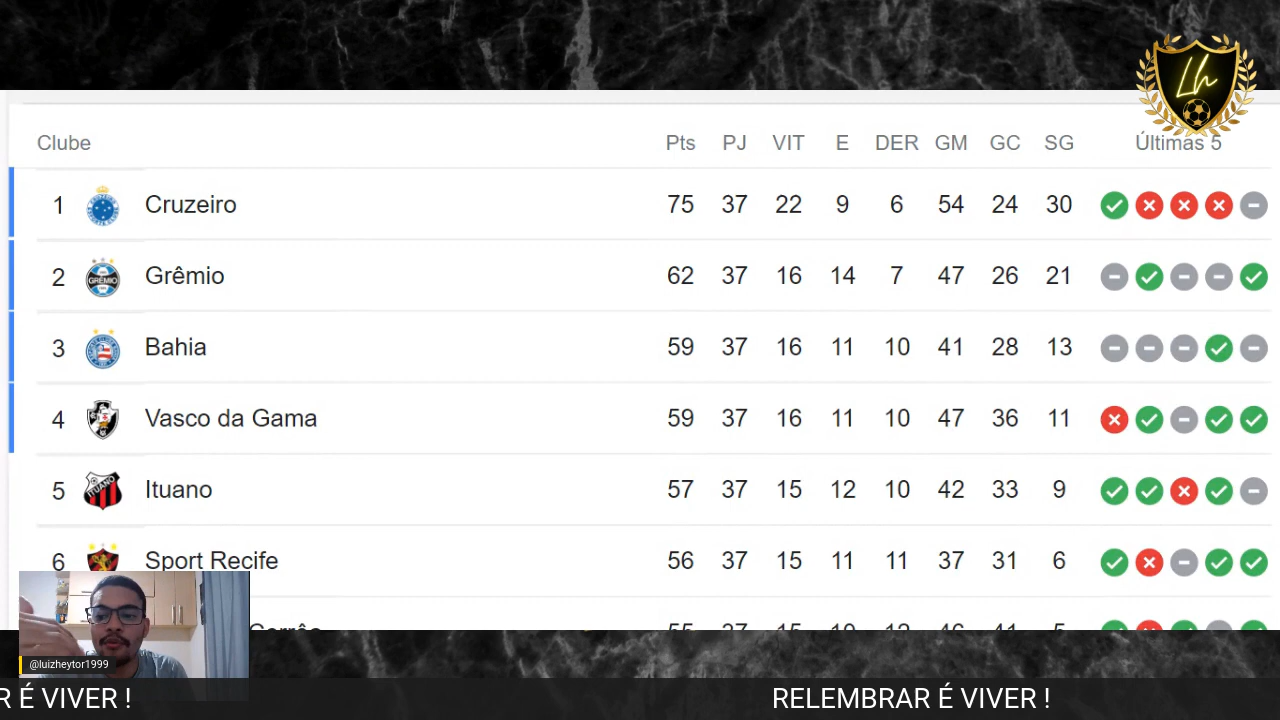 Lh
Clube Pts PJ VIT E DER GM GC SG Últimas 5
1 Cruzeiro 75 37 22 9 6 54 24 30
2 GRÊMIO Grêmio 62 37 16 14 7 47 26 21
3 Bahia 59 37 16 11 10 41 28 13
4 Vasco da Gama 59 37 16 11 10 47 36 11
5 ITUANO Ituano 57 37 15 12 10 42 33 9
6 Sport Recife 56 37 15 11 11 37 31 6
@luizheytor1999
R É VIVER ! RELEMBRAR É VIVER !